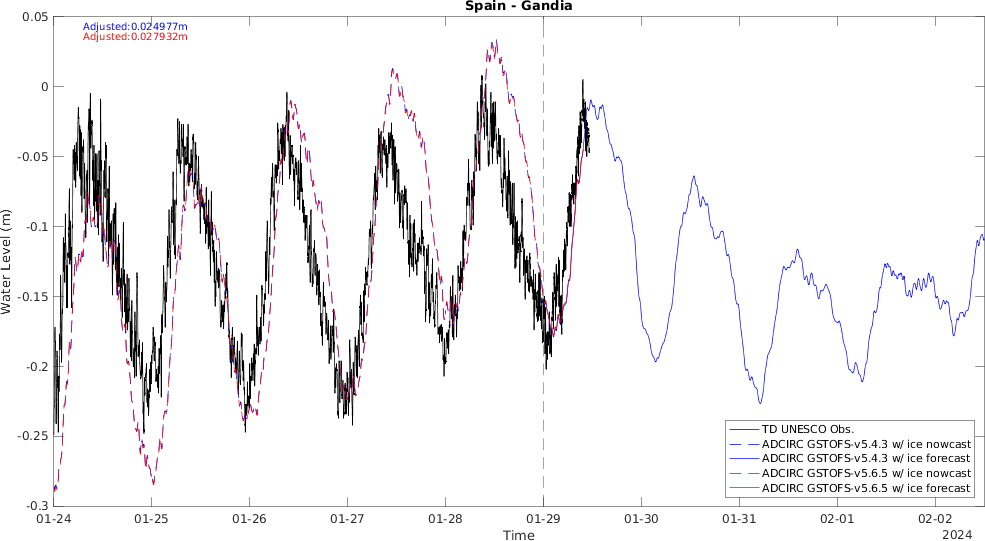 Spain - Gandia
0.05
Adjusted:0.024977m
Adjusted:0.027932m
0
-0.05
-0.1
-0.15
-0.2
-0.25
-0.3
Water Level (m)
TD UNESCO Obs.
ADCIRC GSTOFS-v5.4.3 w/ ice nowcast
ADCIRC GSTOFS-v5.4.3 w/ ice forecast
ADCIRC GSTOFS-v5.6.5 w/ ice nowcast
ADCIRC GSTOFS-v5.6.5 w/ ice forecast
01-24 01-25 01-26 01-27 01-28 01-29 01-30 01-31 02-01 02-02
Time
2024